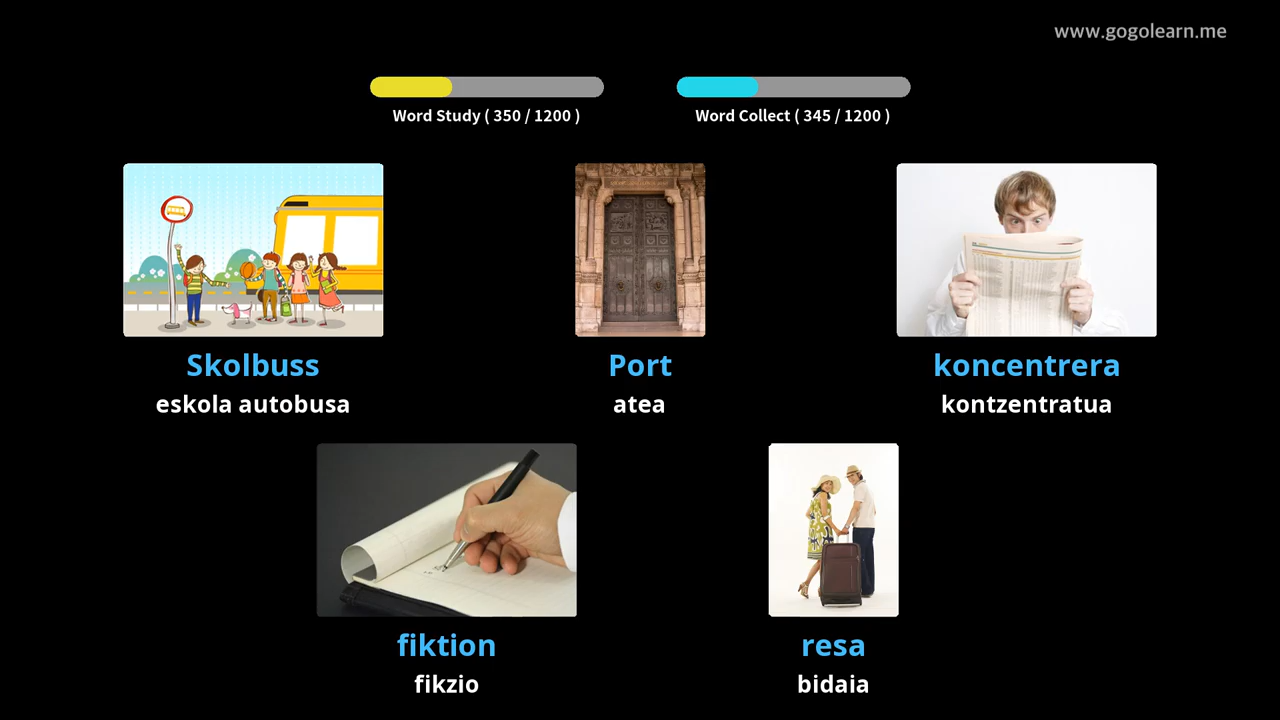 www.gogolearn.me
Word Study ( 350 / 1200 )
Word Collect ( 345 / 1200 )
Skolbuss
eskola autobusa
Port
atea
koncentrera
kontzentratua
fiktion
fikzio
resa
bidaia